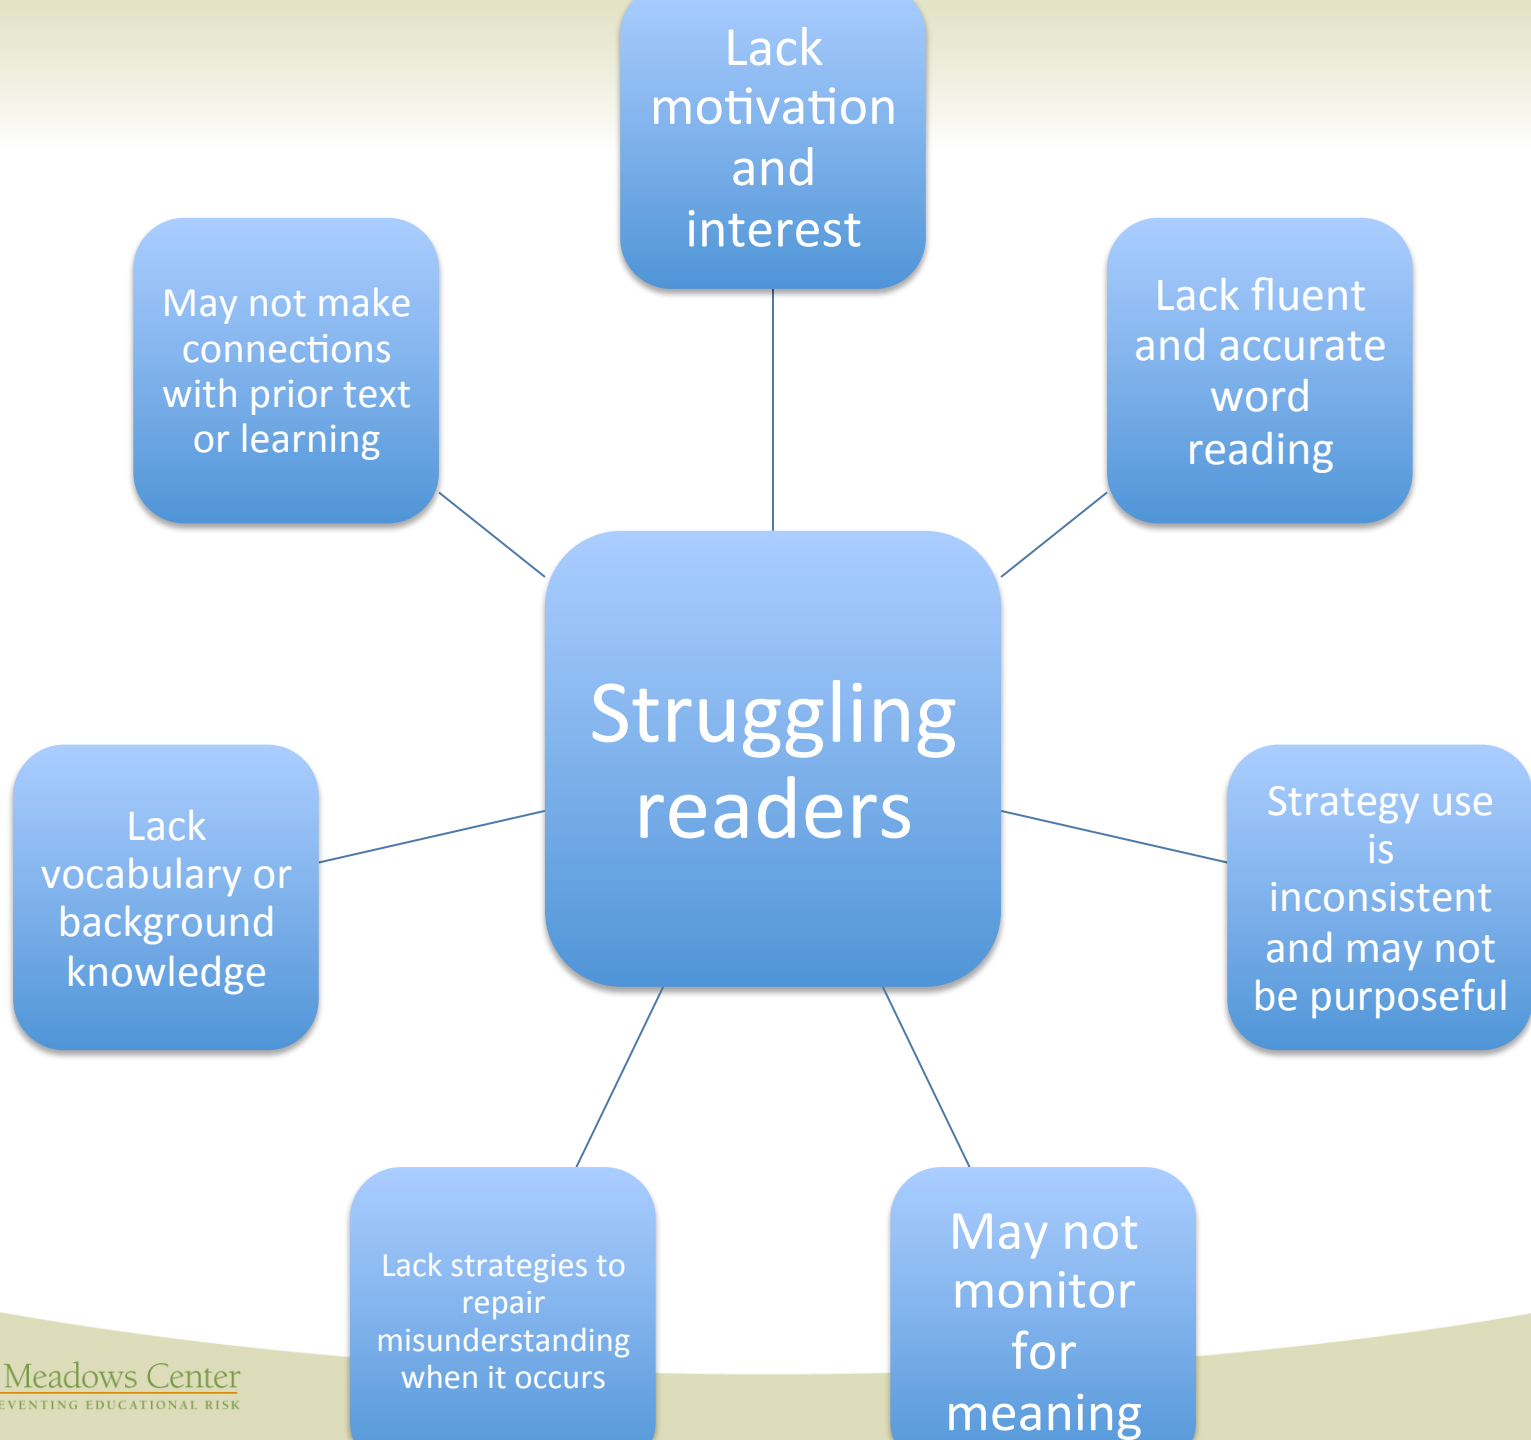 Lack
motivation
and
interest
Lack fluent
and accurate
word
reading
Strategy use
is
inconsistent
and may not
be purposeful
May not
monitor
for
meaning
Lack strategies to
repair
misunderstanding
when it occurs
Lack
vocabulary or
background
knowledge
May not make
connections
with prior text
or learning
Struggling
readers
Meadows Center
EVENTING EDUCATIONAL RISK